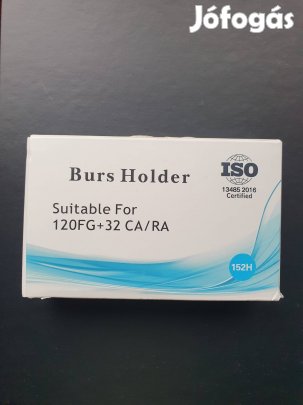 Jófogás
Burs Holder
ISO
13485 2016
Certified
Suitable For
120FG+32 CA/RA
152H